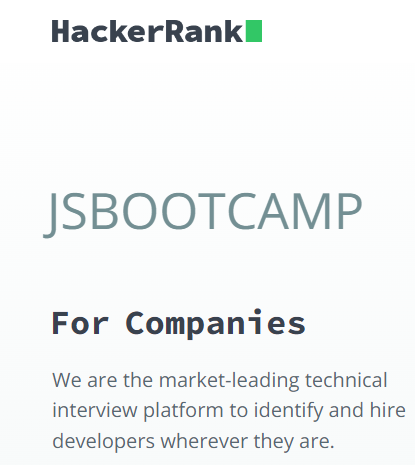 HackerRank
JSBOOTCAMP
For Companies
We are the market-leading technical
interview platform to identify and hire
developers wherever they are.